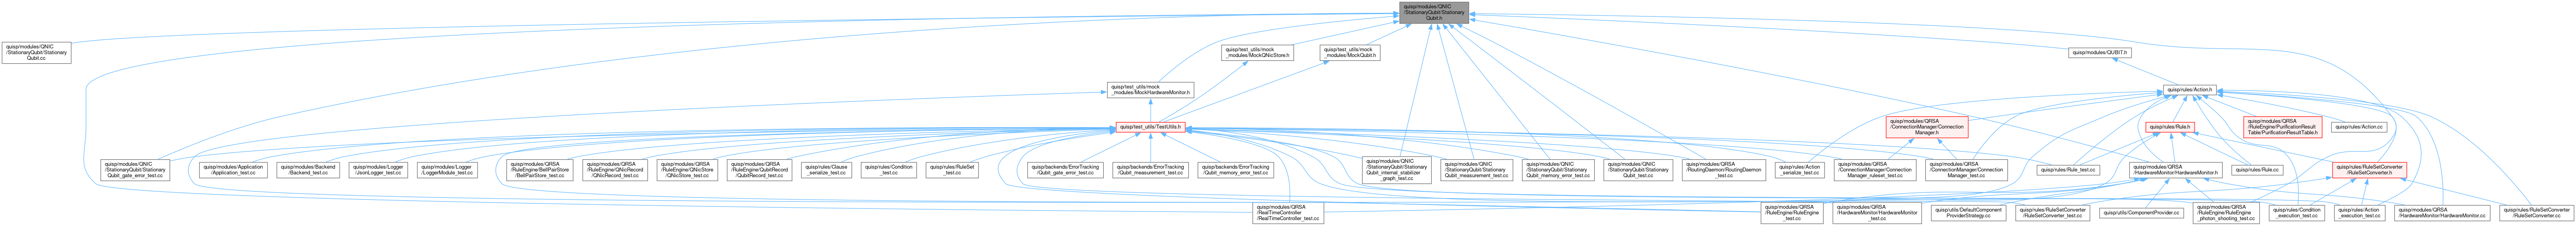 quisp/modules/QNIC
/StationaryQubit/Stationary
Qubit.h
quisp/modules/QNIC
/StationaryQubit/Stationary
Qubit.cc
quisp/test_utils/mock
_modules/MockQNicStore.h
quisp/test_utils/mock
_modules/MockQubit.h
quisp/modules/QUBIT.h
quisp/test_utils/mock
_modules/MockHardwareMonitor.h
quisp/rules/Action.h
quisp/test_utils/TestUtils.h
quisp/modules/QRSA
/ConnectionManager/Connection
Manager.h
quisp/rules/Rule.h
quisp/modules/QRSA
/RuleEngine/PurificationResult
Table/PurificationResultTable.h
quisp/rules/Action.cc
quisp/modules/QNIC
/StationaryQubit/Stationary
Qubit_gate_error_test.cc
quisp/modules/Application
/Application_test.cc
quisp/modules/Backend
/Backend_test.cc
quisp/modules/Logger
/JsonLogger_test.cc
quisp/modules/Logger
/LoggerModule_test.cc
quisp/modules/QRSA
/RuleEngine/BellPairStore
/BellPairStore_test.cc
quisp/modules/QRSA
/RuleEngine/QNicRecord
/QNicRecord_test.cc
quisp/modules/QRSA
/RuleEngine/QNicStore
/QNicStore_test.cc
quisp/modules/QRSA
/RuleEngine/QubitRecord
/QubitRecord_test.cc
quisp/rules/Clause
_serialize_test.cc
quisp/rules/Condition
_test.cc
quisp/rules/RuleSet
_test.cc
quisp/backends/ErrorTracking
/Qubit_gate_error_test.cc
quisp/backends/ErrorTracking
/Qubit_measurement_test.cc
quisp/backends/ErrorTracking
/Qubit_memory_error_test.cc
quisp/modules/QNIC
/StationaryQubit/Stationary
Qubit_internal_stabilizer
_graph_test.cc
quisp/modules/QNIC
/StationaryQubit/Stationary
Qubit_measurement_test.cc
quisp/modules/QNIC
/StationaryQubit/Stationary
Qubit_memory_error_test.cc
quisp/modules/QNIC
/StationaryQubit/Stationary
Qubit_test.cc
quisp/modules/QRSA
/RoutingDaemon/RoutingDaemon
_test.cc
quisp/rules/Action
_serialize_test.cc
quisp/modules/QRSA
/ConnectionManager/Connection
Manager_ruleset_test.cc
quisp/modules/QRSA
/ConnectionManager/Connection
Manager_test.cc
quisp/rules/Rule_test.cc
quisp/modules/QRSA
/HardwareMonitor/HardwareMonitor.h
quisp/rules/Rule.cc
quisp/rules/RuleSetConverter
/RuleSetConverter.h
quisp/modules/QRSA
/RealTimeController
/RealTimeController_test.cc
quisp/modules/QRSA
/RuleEngine/RuleEngine
_test.cc
quisp/modules/QRSA
/HardwareMonitor/HardwareMonitor
_test.cc
quisp/utils/DefaultComponent
ProviderStrategy.cc
quisp/rules/RuleSetConverter
/RuleSetConverter_test.cc
quisp/utils/ComponentProvider.cc
quisp/modules/QRSA
/RuleEngine/RuleEngine
_photon_shooting_test.cc
quisp/rules/Condition
_execution_test.cc
quisp/rules/Action
_execution_test.cc
quisp/modules/QRSA
/HardwareMonitor/HardwareMonitor.cc
quisp/rules/RuleSetConverter
/RuleSetConverter.cc